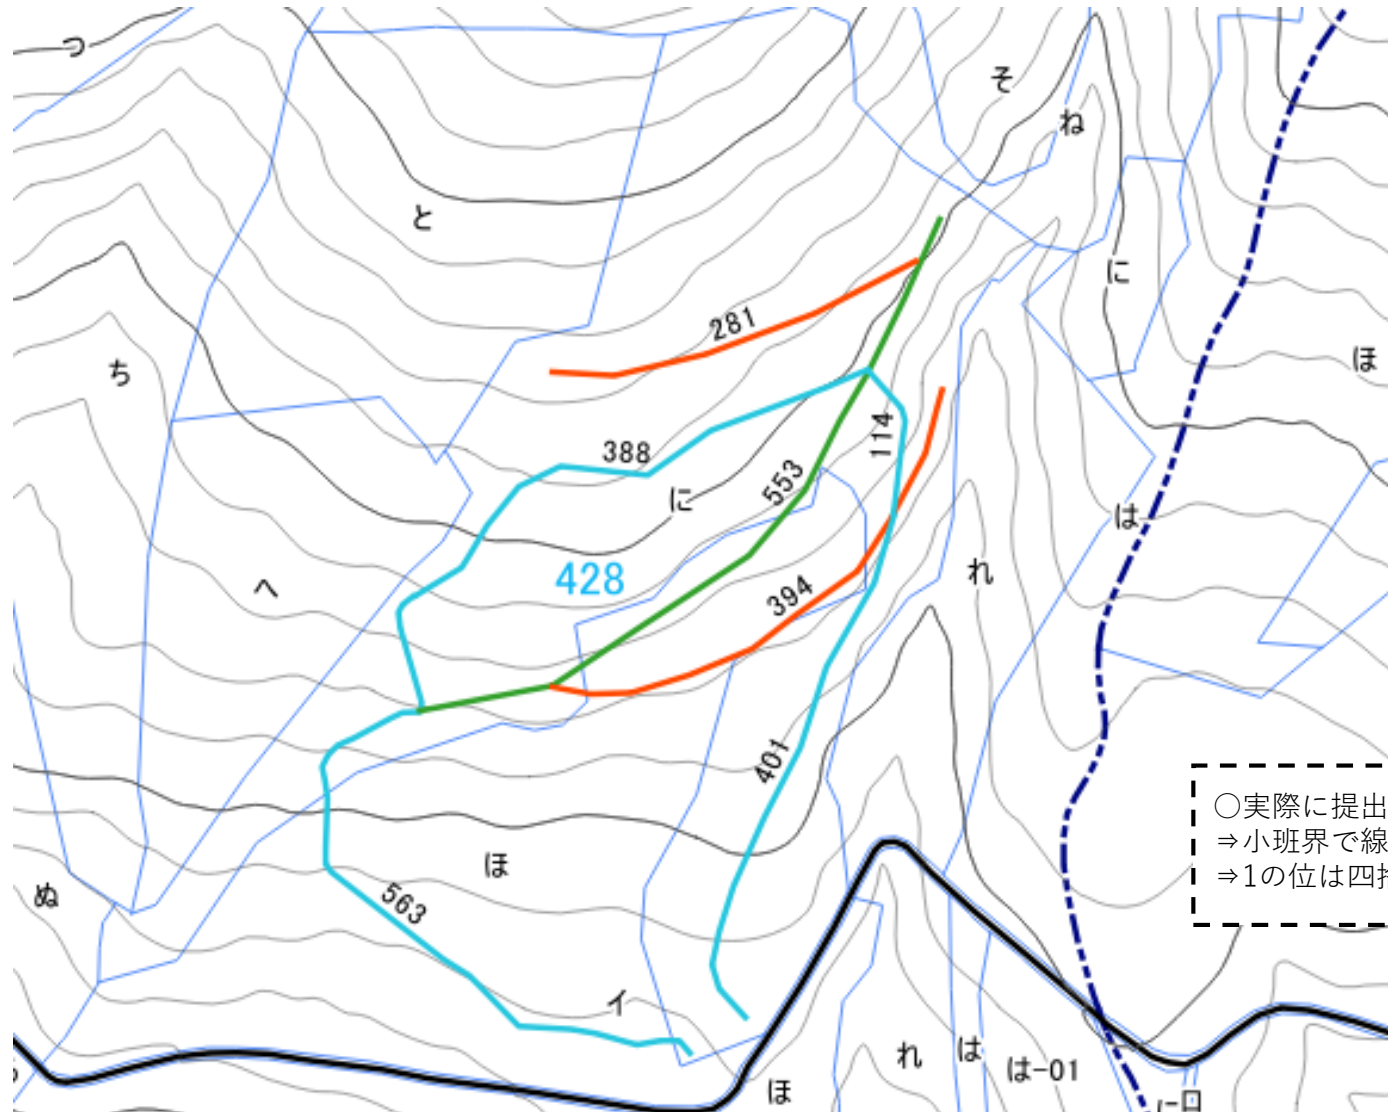 つ
そ
ね
と
に
281
ち
ほ
114
388
553
に
は
428
へ
れ
394
401
○実際に提出
⇒小班界で線
⇒1の位は四捨
ほ
ぬ
563
イ
れ
は
は-01
ほ